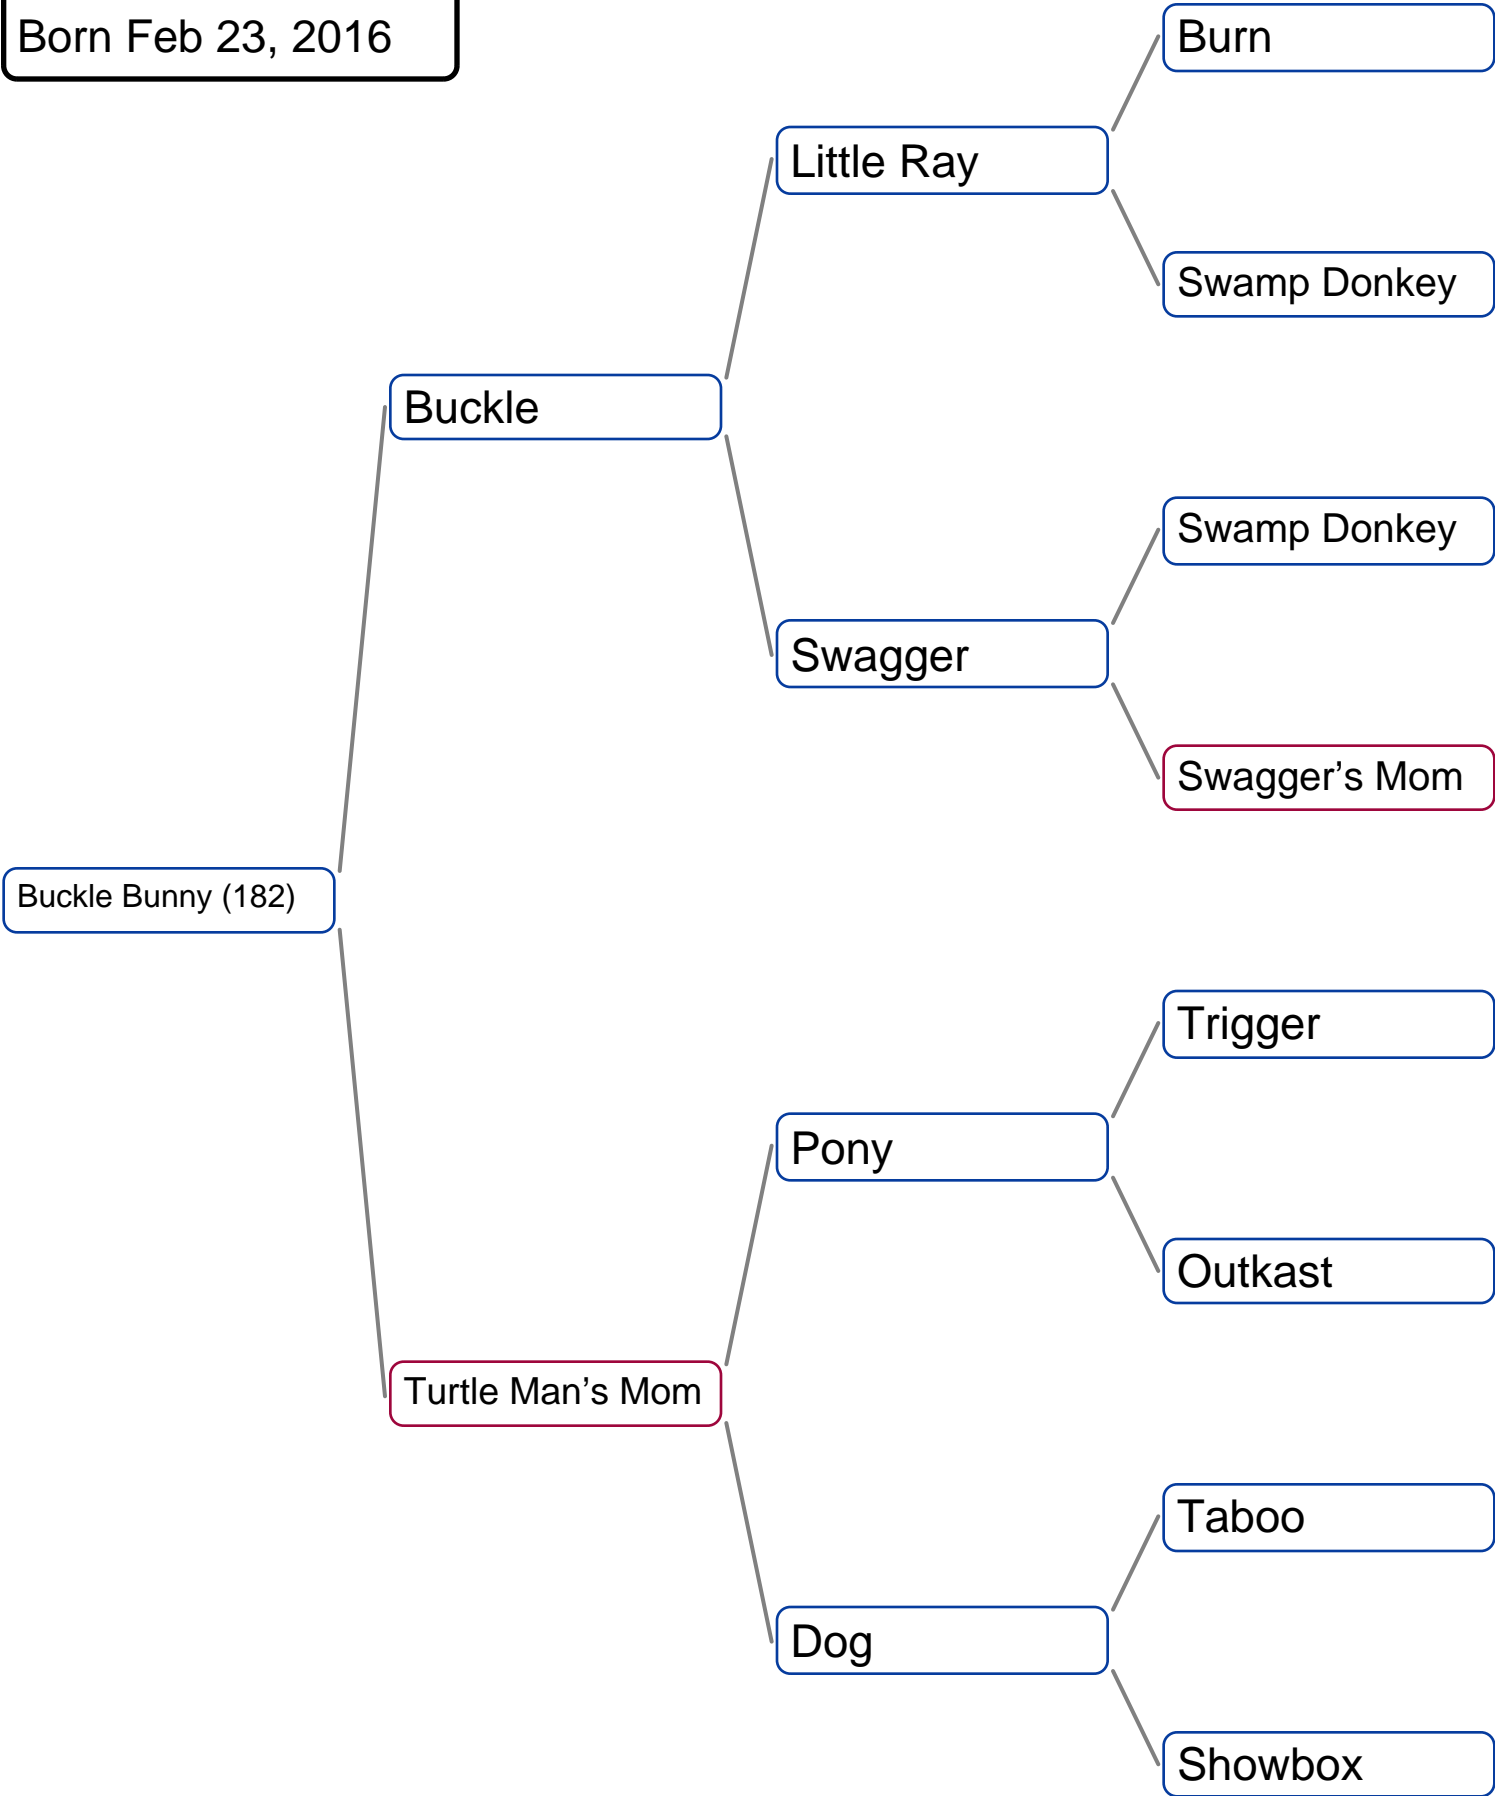 Born Feb 23, 2016
Burn
Little Ray
Swamp Donkey
Buckle
Swamp Donkey
Swagger
Swagger’s Mom
Buckle Bunny (182)
Trigger
Pony
Outkast
Turtle Man’s Mom
Taboo
Dog
Showbox